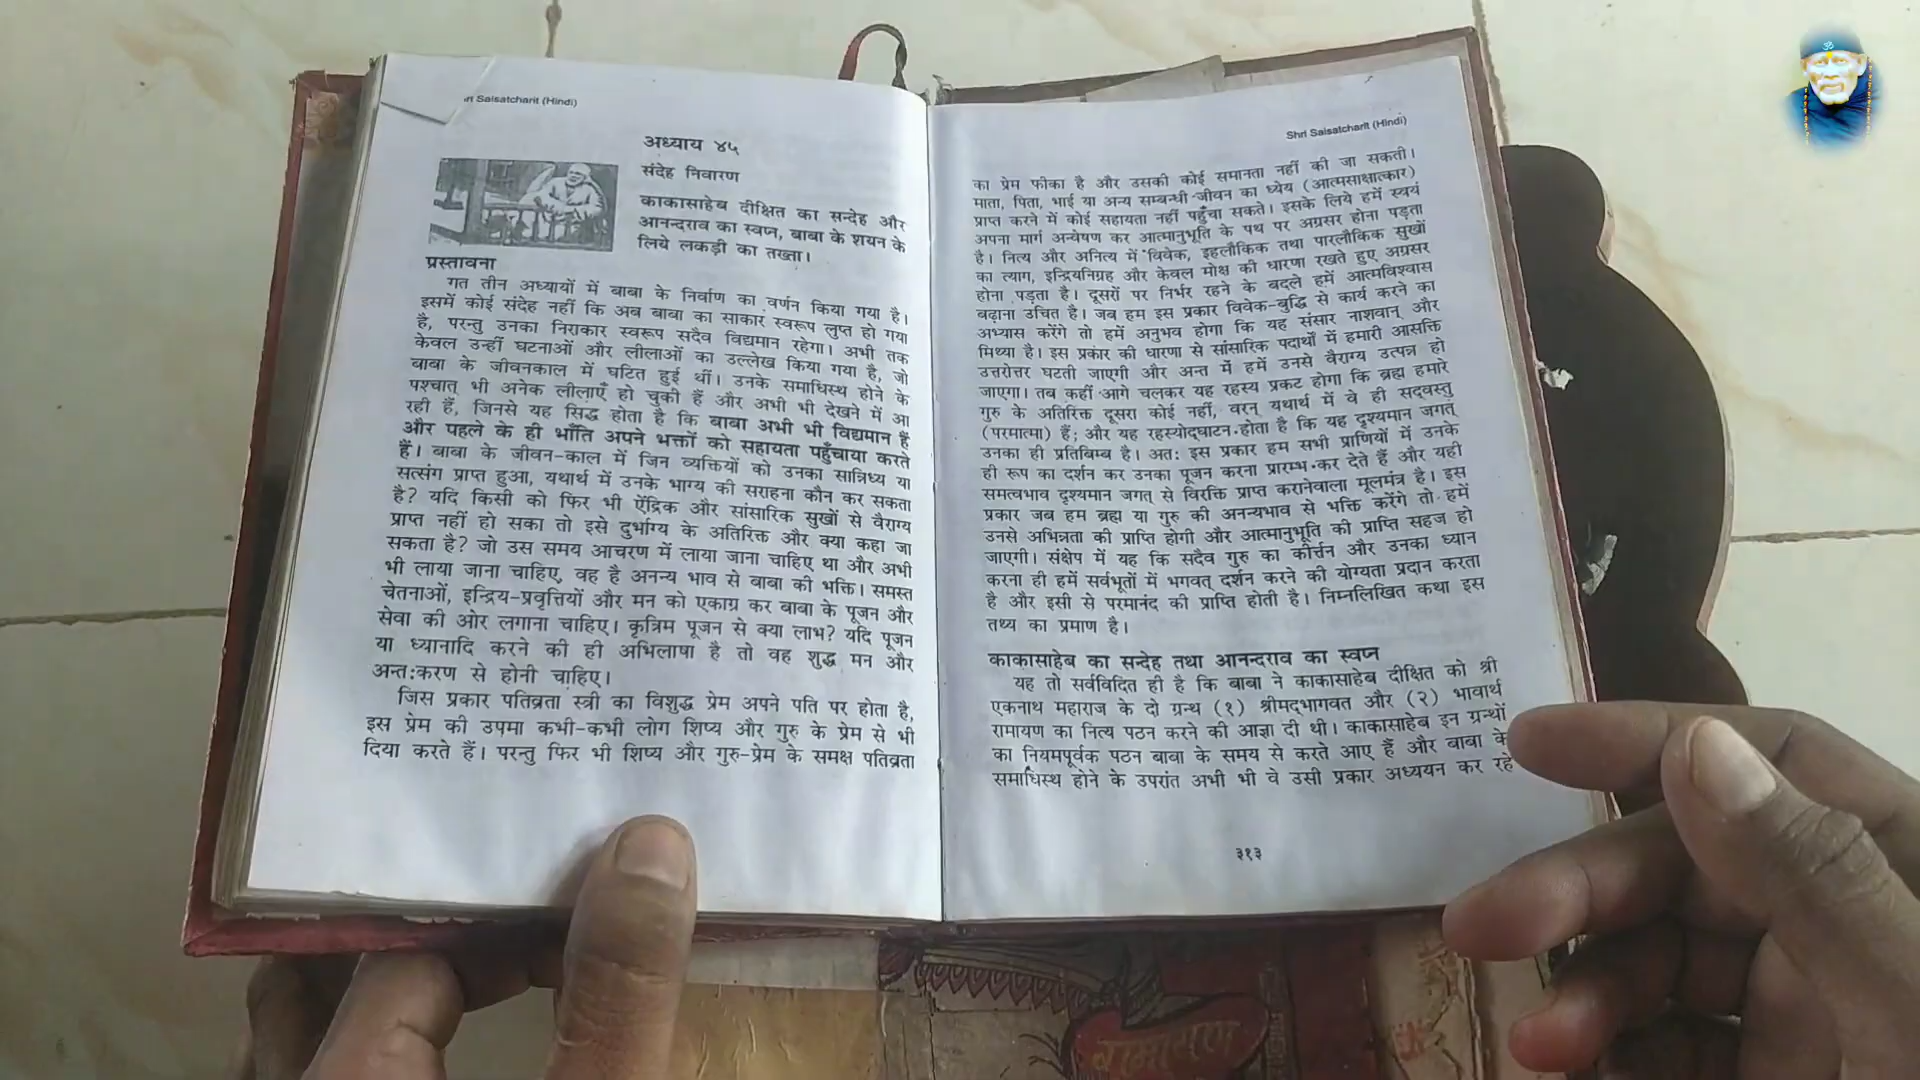 ri Saisatcharit (Hindi)
अध्याय ४५
संदेह निवारण
काकासाहेब दीक्षित का सन्देह और
आनन्दराव का स्वप्न, बाबा के शयन के
लिये लकड़ी का तख्ता।
प्रस्तावना
गत तीन अध्यायों में बाबा के निर्वाण का वर्णन किया गया है।
इसमें कोई संदेह नहीं कि अब बाबा का साकार स्वरूप लुप्त हो गया
है, परन्तु उनका निराकार स्वरूप सदैव विद्यमान रहेगा। अभी तक
केवल उन्हीं घटनाओं और लीलाओं का उल्लेख किया गया है, जो
बाबा के जीवनकाल में घटित हुई थीं। उनके समाधिस्थ होने के
पश्चात् भी अनेक लीलाएँ हो चुकी हैं और अभी भी देखने में आ
रही हैं, जिनसे यह सिद्ध होता है कि बाबा अभी भी विद्यमान हैं
और पहले के ही भाँति अपने भक्तों को सहायता पहुँचाया करते
हैं। बाबा के जीवन-काल में जिन व्यक्तियों को उनका सान्निध्य या
सत्संग प्राप्त हुआ, यथार्थ में उनके भाग्य की सराहना कौन कर सकता
है? यदि किसी को फिर भी ऐंद्रिक और सांसारिक सुखों से वैराग्य
प्राप्त नहीं हो सका तो इसे दुर्भाग्य के अतिरिक्त और क्या कहा जा
सकता है? जो उस समय आचरण में लाया जाना चाहिए था और अभी
भी लाया जाना चाहिए, वह है अनन्य भाव से बाबा की भक्ति। समस्त
चेतनाओं, इन्द्रिय-प्रवृत्तियों और मन को एकाग्र कर बाबा के पूजन और
सेवा की ओर लगाना चाहिए। कृत्रिम पूजन से क्या लाभ? यदि पूजन
या ध्यानादि करने की ही अभिलाषा है तो वह शुद्ध मन और
अन्तःकरण से होनी चाहिए।
जिस प्रकार पतिव्रता स्त्री का विशुद्ध प्रेम अपने पति पर होता है,
इस प्रेम की उपमा कभी-कभी लोग शिष्य और गुरु के प्रेम से भी
दिया करते हैं। परन्तु फिर भी शिष्य और गुरु-प्रेम के समक्ष पतिव्रता
Shri Saisatcharit (Hindi)
का प्रेम फीका है और उसकी कोई समानता नहीं की जा सकती।
माता, पिता, भाई या अन्य सम्बन्धी जीवन का ध्येय (आत्मसाक्षात्कार)
प्राप्त करने में कोई सहायता नहीं पहुँचा सकते। इसके लिये हमें स्वयं
अपना मार्ग अन्वेषण कर आत्मानुभूति के पथ पर अग्रसर होना पड़ता
है। नित्य और अनित्य में विवेक, इहलौकिक तथा पारलौकिक सुखों
का त्याग, इन्द्रियनिग्रह और केवल मोक्ष की धारणा रखते हुए अग्रसर
होना पड़ता है। दूसरों पर निर्भर रहने के बदले हमें आत्मविश्वास
बढ़ाना उचित है। जब हम इस प्रकार विवेक-बुद्धि से कार्य करने का
अभ्यास करेंगे तो हमें अनुभव होगा कि यह संसार नाशवान् और
मिथ्या है। इस प्रकार की धारणा से सांसारिक पदार्थों में हमारी आसक्ति
उत्तरोत्तर घटती जाएगी और अन्त में हमें उनसे वैराग्य उत्पन्न हो
जाएगा। तब कहीं आगे चलकर यह रहस्य प्रकट होगा कि ब्रह्म हमारे
गुरु के अतिरिक्त दूसरा कोई नहीं, वरन् यथार्थ में वे ही सद्वस्तु
(परमात्मा) हैं; और यह रहस्योद्घाटन होता है कि यह दृश्यमान जगत्
उनका ही प्रतिबिम्ब है। अतः इस प्रकार हम सभी प्राणियों में उनके
ही रूप का दर्शन कर उनका पूजन करना प्रारम्भ कर देते हैं और यही
समत्वभाव दृश्यमान जगत् से विरक्ति प्राप्त करानेवाला मूलमंत्र है। इस
प्रकार जब हम ब्रह्म या गुरु की अनन्यभाव से भक्ति करेंगे तो हमें
उनसे अभिन्नता की प्राप्ति होगी और आत्मानुभूति की प्राप्ति सहज हो
जाएगी। संक्षेप में यह कि सदैव गुरु का कीर्त्तन और उनका ध्यान
करना ही हमें सर्वभूतों में भगवत् दर्शन करने की योग्यता प्रदान करता
है और इसी से परमानंद की प्राप्ति होती है। निम्नलिखित कथा इस
तथ्य का प्रमाण है।
काकासाहेब का सन्देह तथा आनन्दराव का स्वप्न
यह तो सर्वविदित ही है कि बाबा ने काकासाहेब दीक्षित को श्री
एकनाथ महाराज के दो ग्रन्थ (१) श्रीमद्भागवत और (२) भावार्थ
रामायण का नित्य पठन करने की आज्ञा दी थी। काकासाहेब इन ग्रन्थों
का नियमपूर्वक पठन बाबा के समय से करते आए हैं और बाबा के
समाधिस्थ होने के उपरांत अभी भी वे उसी प्रकार अध्ययन कर रहे
३१३
रामायण